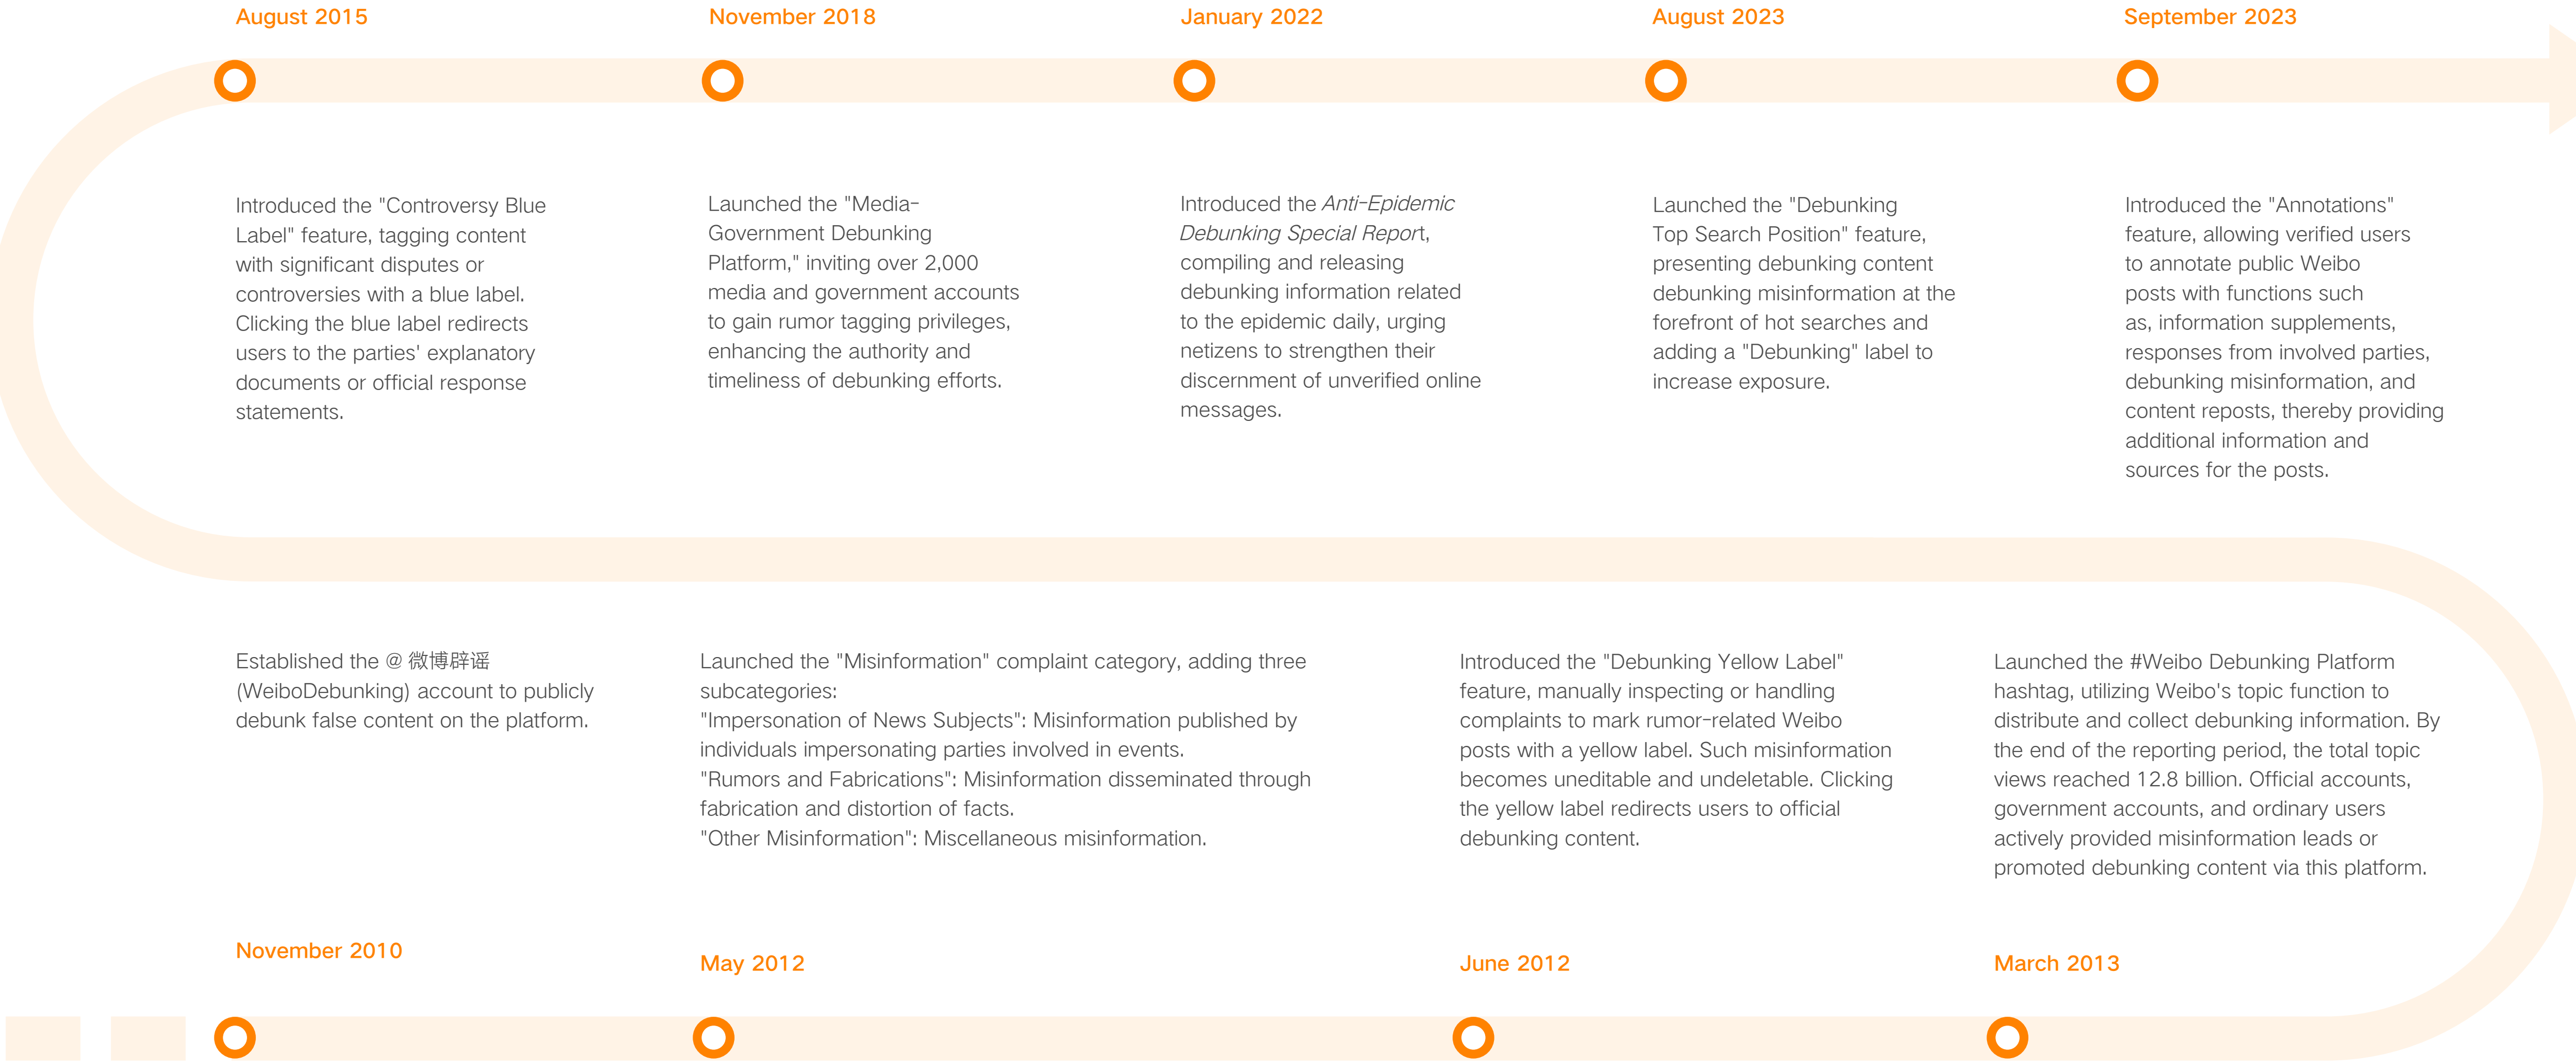 August 2015
Introduced the "Controversy Blue
Label" feature, tagging content
with significant disputes or
controversies with a blue label.
Clicking the blue label redirects
users to the parties' explanatory
documents or official response
statements.
November 2018
Launched the "Media-
Government Debunking
Platform," inviting over 2,000
media and government accounts
to gain rumor tagging privileges,
enhancing the authority and
timeliness of debunking efforts.
January 2022
Introduced the Anti-Epidemic
Debunking Special Report,
compiling and releasing
debunking information related
to the epidemic daily, urging
netizens to strengthen their
discernment of unverified online
messages.
August 2023
Launched the "Debunking
Top Search Position" feature,
presenting debunking content
debunking misinformation at the
forefront of hot searches and
adding a "Debunking" label to
increase exposure.
September 2023
Introduced the "Annotations"
feature, allowing verified users
to annotate public Weibo
posts with functions such
as, information supplements,
responses from involved parties,
debunking misinformation, and
content reposts, thereby providing
additional information and
sources for the posts.
Established the @ 微博辟谣
(WeiboDebunking) account to publicly
debunk false content on the platform.
November 2010
Launched the "Misinformation" complaint category, adding three
subcategories:
"Impersonation of News Subjects": Misinformation published by
individuals impersonating parties involved in events.
"Rumors and Fabrications": Misinformation disseminated through
fabrication and distortion of facts.
"Other Misinformation": Miscellaneous misinformation.
May 2012
Introduced the "Debunking Yellow Label"
feature, manually inspecting or handling
complaints to mark rumor-related Weibo
posts with a yellow label. Such misinformation
becomes uneditable and undeletable. Clicking
the yellow label redirects users to official
debunking content.
June 2012
Launched the #Weibo Debunking Platform
hashtag, utilizing Weibo's topic function to
distribute and collect debunking information. By
the end of the reporting period, the total topic
views reached 12.8 billion. Official accounts,
government accounts, and ordinary users
actively provided misinformation leads or
promoted debunking content via this platform.
March 2013